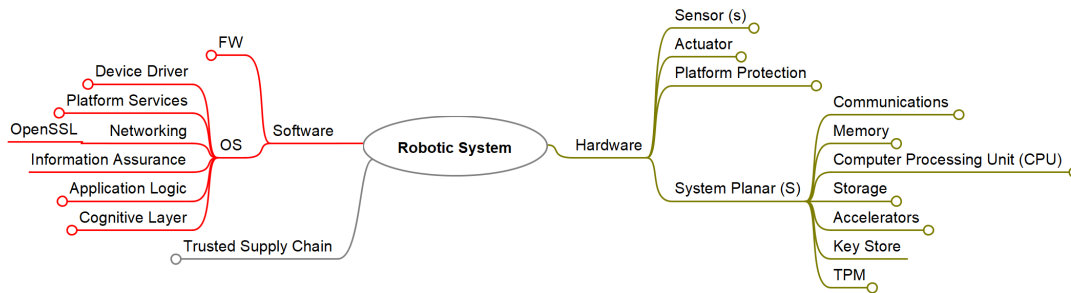 Robotic System
Software
FW
OS
Device Driver
Platform Services
Networking
OpenSSL
Information Assurance
Application Logic
Cognitive Layer
Trusted Supply Chain
Hardware
Sensor (s)
Actuator
Platform Protection
System Planar (S)
Communications
Memory
Computer Processing Unit (CPU)
Storage
Accelerators
Key Store
TPM